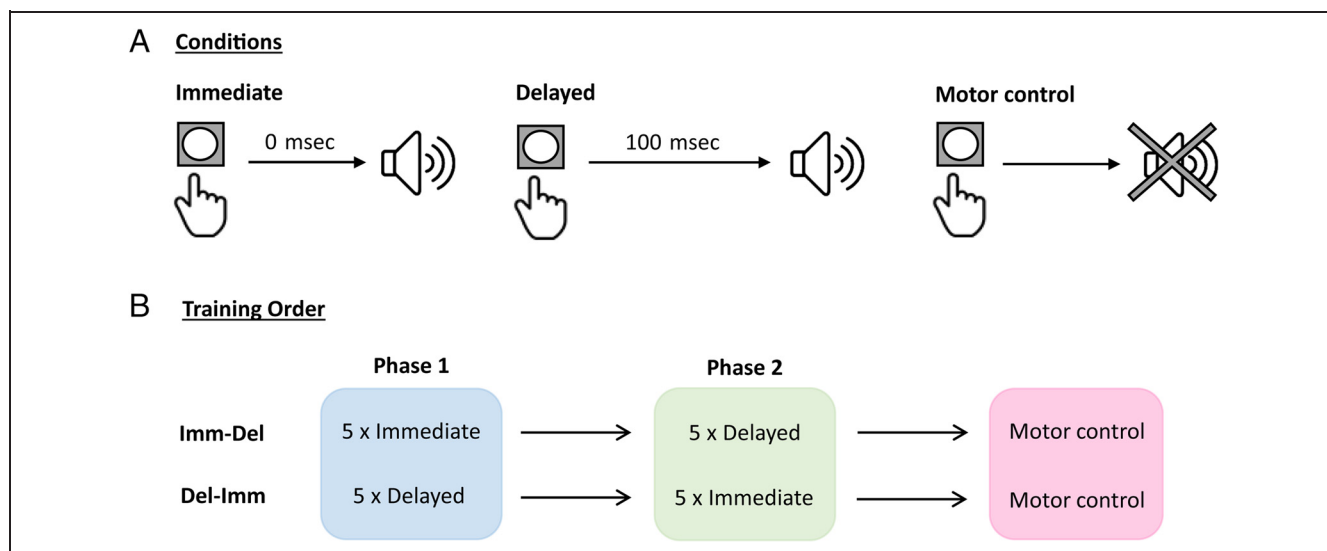 A Conditions
Immediate Delayed Motor control
0 msec 100 msec
B Training Order
Phase 1 Phase 2
Imm-Del 5 x Immediate 5 x Delayed Motor control
Del-Imm 5 x Delayed 5 x Immediate Motor control